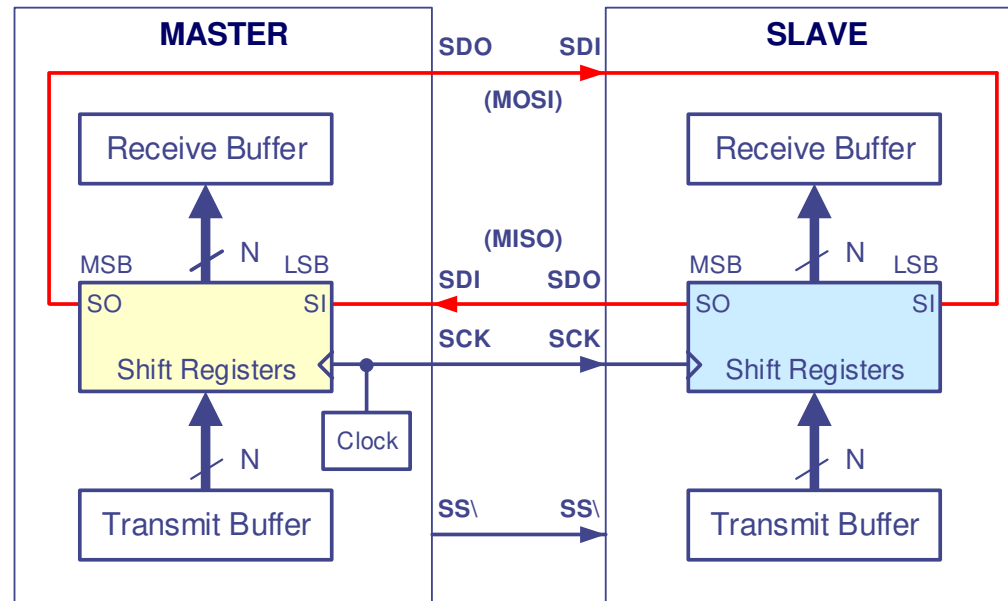 MASTER
SLAVE
SDO SDI
(MOSI)
Receive Buffer
Receive Buffer
N
N
(MISO)
MSB LSB
MSB LSB
SDI SDO
SO SI
SO SI
SCK SCK
Shift Registers
Shift Registers
Clock
N
N
SS\ SS\
Transmit Buffer
Transmit Buffer